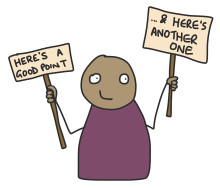 HERE'S A
GOOD POINT
...& HERE'S
ANOTHER
ONE